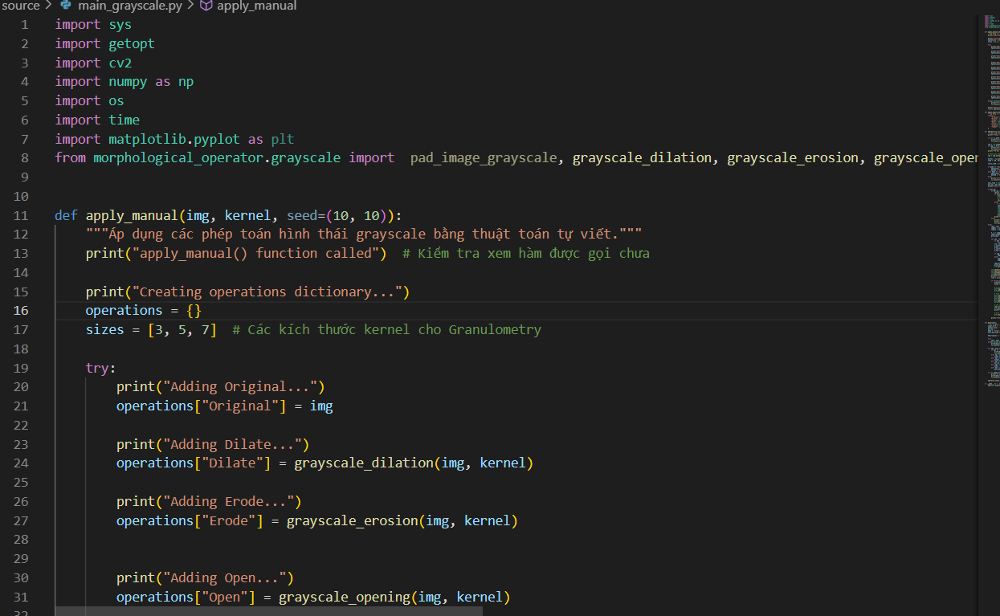 source > main_grayscale.py > apply_manual
1 import sys
2 import getopt
3 import cv2
4 import numpy as np
5 import os
6 import time
7 import matplotlib.pyplot as plt
8 from morphological_operator.grayscale import  pad_image_grayscale, grayscale_dilation, grayscale_erosion, grayscale_oper
9
10
11 def apply_manual(img, kernel, seed=(10, 10)):
12     """Áp dụng các phép toán hình thái grayscale bằng thuật toán tự viết."""
13     print("apply_manual() function called")  # Kiểm tra xem hàm được gọi chưa
14
15     print("Creating operations dictionary...")
16     operations = {}
17     sizes = [3, 5, 7]  # Các kích thước kernel cho Granulometry
18
19     try:
20         print("Adding Original...")
21         operations["Original"] = img
22
23         print("Adding Dilate...")
24         operations["Dilate"] = grayscale_dilation(img, kernel)
25
26         print("Adding Erode...")
27         operations["Erode"] = grayscale_erosion(img, kernel)
28
29
30         print("Adding Open...")
31         operations["Open"] = grayscale_opening(img, kernel)
32